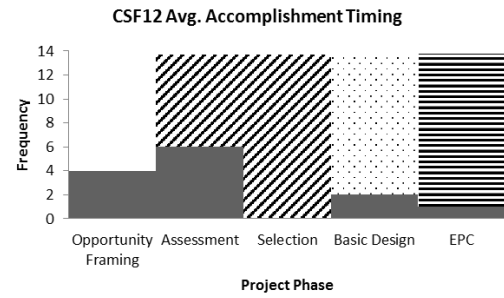 CSF12 Avg. Accomplishment Timing
14
12
10
8
6
4
2
0
Frequency
Opportunity Framing
Assessment
Selection
Basic Design
EPC
Project Phase